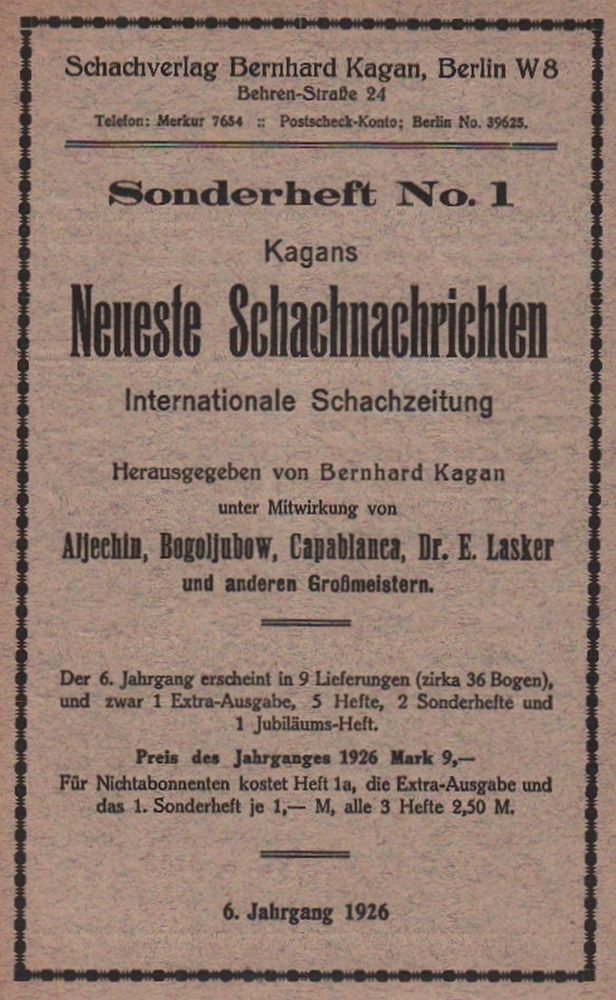 Schachverlag Bernhard Kagan, Berlin W 8
Behren-Straße 24
Telefon: Merkur 7654 :: Postscheck-Konto; Berlin No. 39625.
Sonderheft No. 1
Kagans
Neueste Schachnachrichten
Internationale Schachzeitung
Herausgegeben von Bernhard Kagan
unter Mitwirkung von
Aljechin, Bogoljubow, Capablanca, Dr. E. Lasker
und anderen Großmeistern.
Der 6. Jahrgang erscheint in 9 Lieferungen (zirka 36 Bogen),
und zwar 1 Extra-Ausgabe, 5 Hefte, 2 Sonderhefte und
1 Jubiläums-Heft.
Preis des Jahrganges 1926 Mark 9,—
Für Nichtabonnenten kostet Heft 1a, die Extra-Ausgabe und
das 1. Sonderheft je 1,— M, alle 3 Hefte 2,50 M.
6. Jahrgang 1926